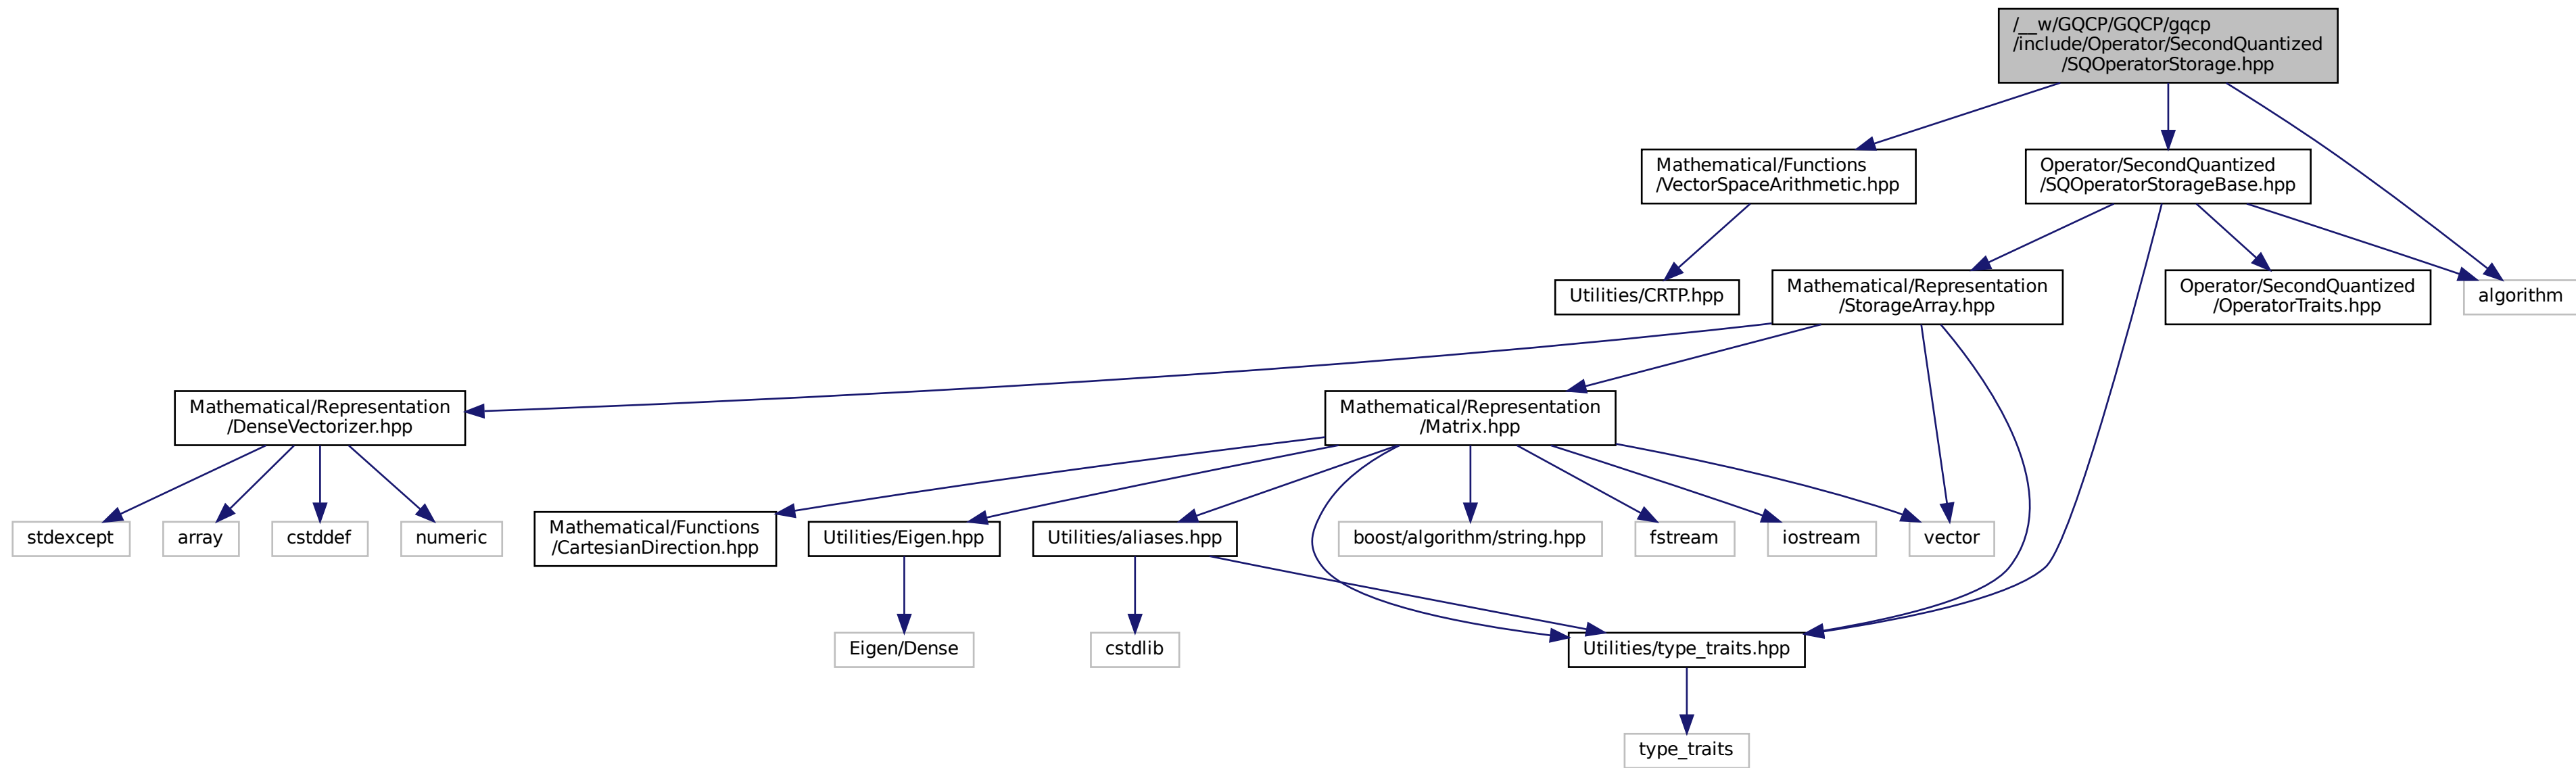 /__w/GQCP/GQCP/gqcp
/include/Operator/SecondQuantized
/SQOperatorStorage.hpp
Mathematical/Functions
/VectorSpaceArithmetic.hpp
Operator/SecondQuantized
/SQOperatorStorageBase.hpp
Utilities/CRTP.hpp
Mathematical/Representation
/StorageArray.hpp
Operator/SecondQuantized
/OperatorTraits.hpp
algorithm
Mathematical/Representation
/DenseVectorizer.hpp
Mathematical/Representation
/Matrix.hpp
stdexcept
array
cstddef
numeric
Mathematical/Functions
/CartesianDirection.hpp
Utilities/Eigen.hpp
Utilities/aliases.hpp
boost/algorithm/string.hpp
fstream
iostream
vector
Eigen/Dense
cstdlib
Utilities/type_traits.hpp
type_traits